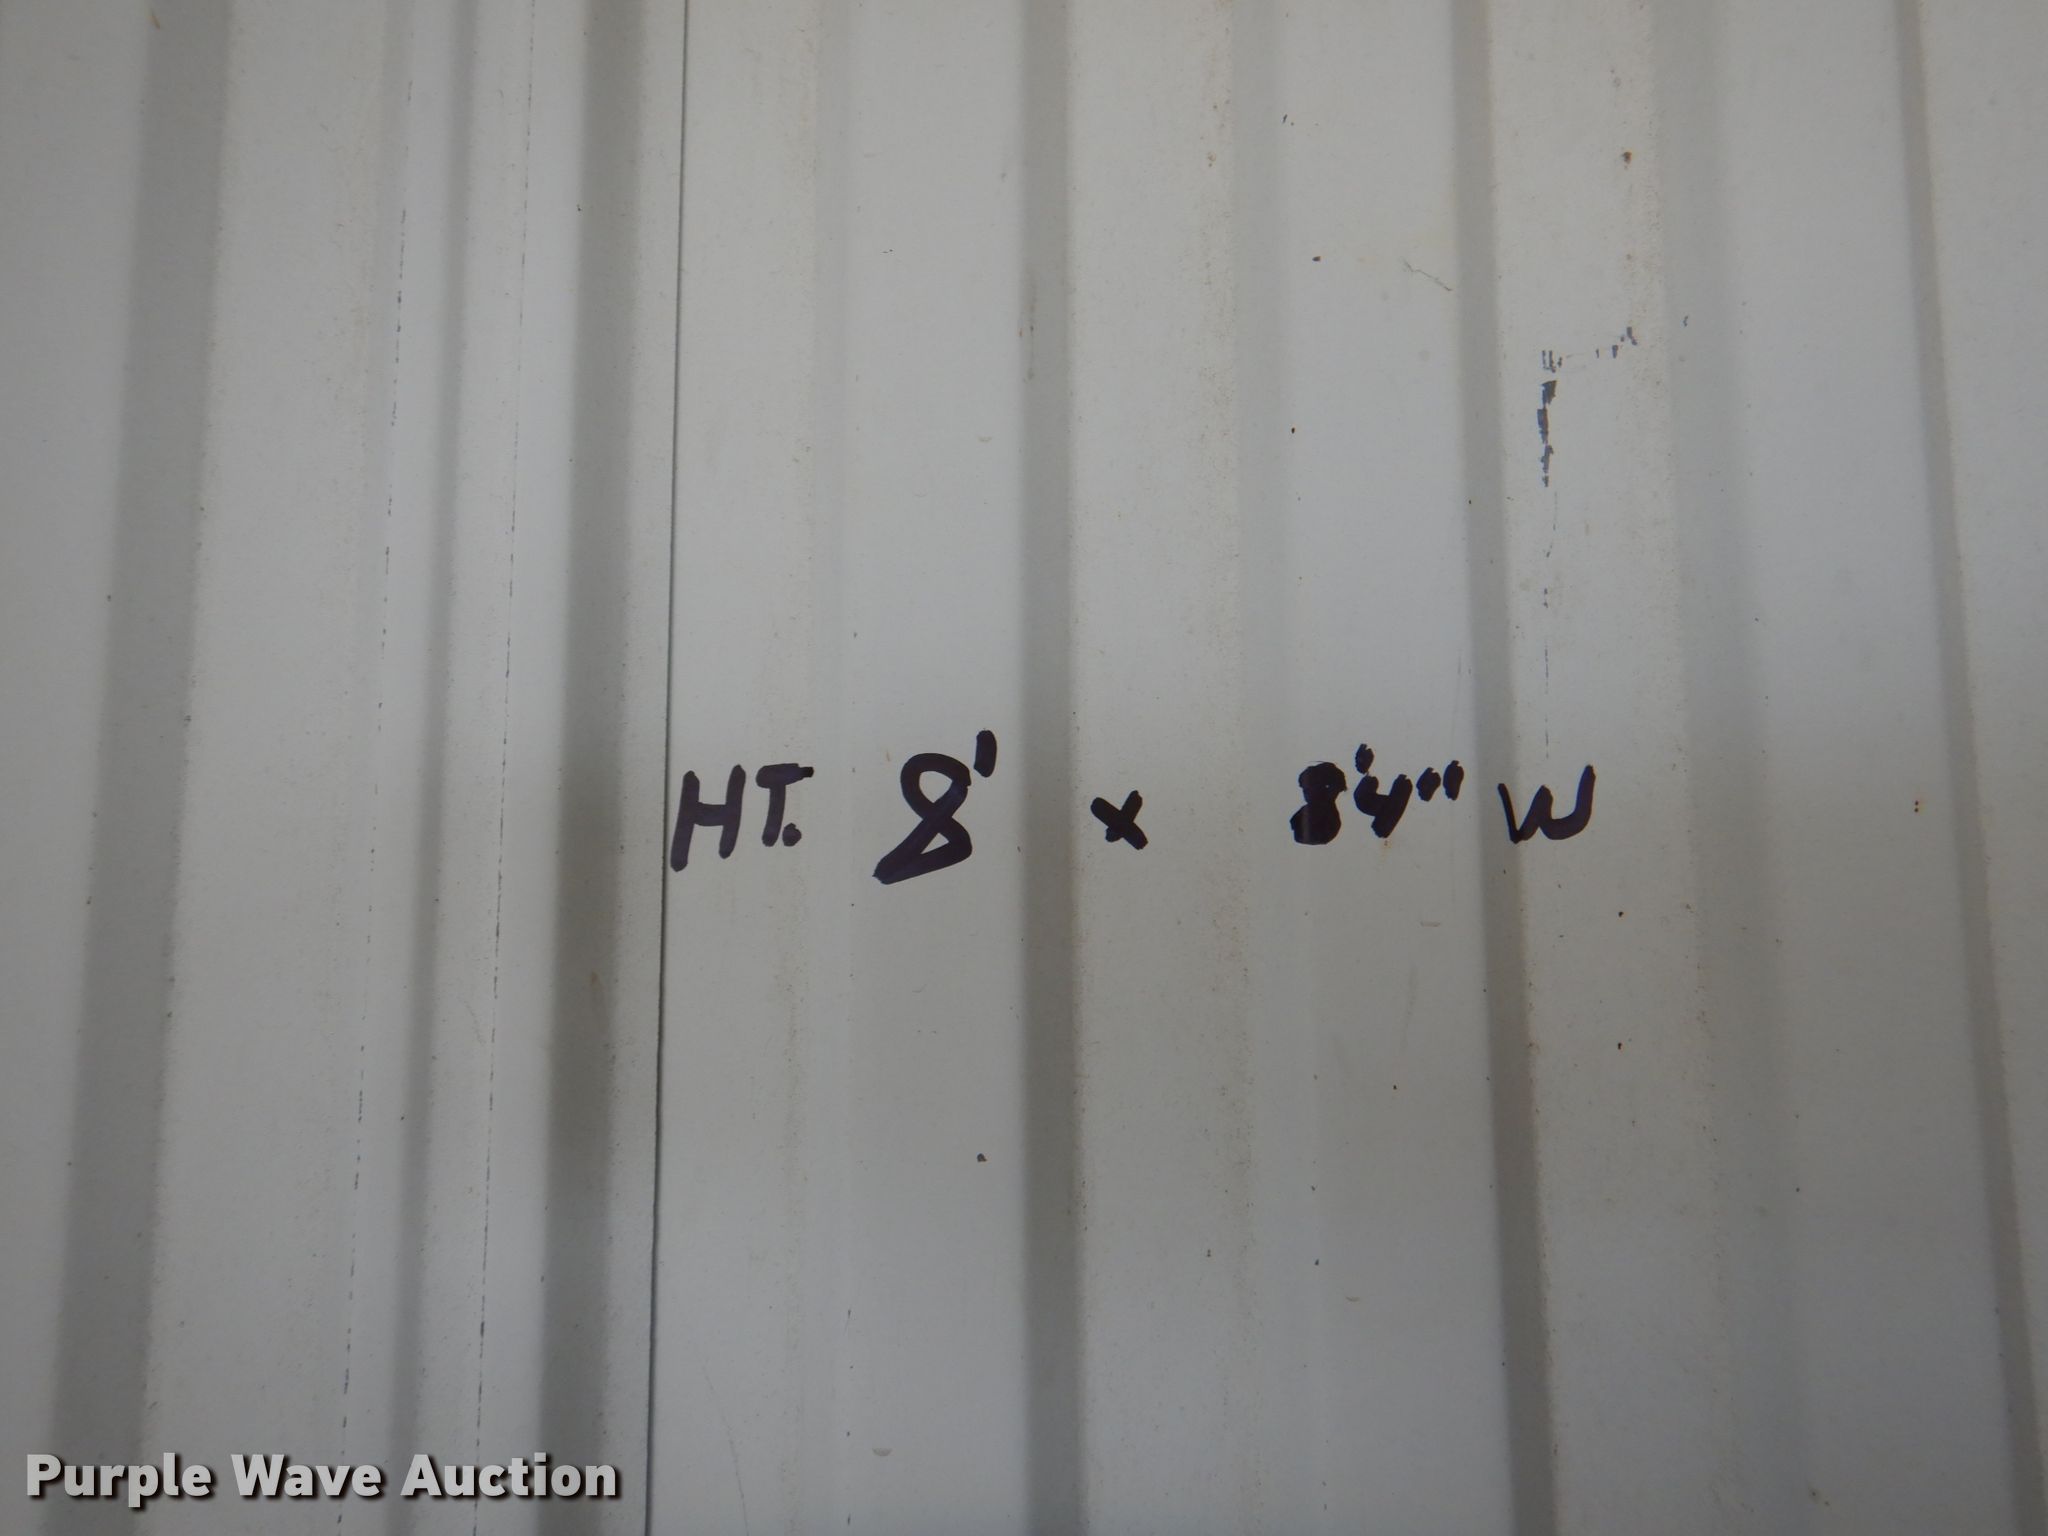 HT. 8' x 8'4" W
Purple Wave Auction